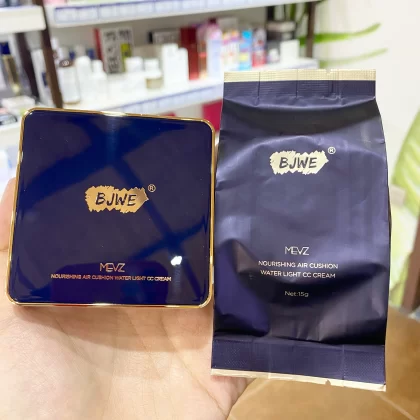 BJWE®
MEVZ
NOURISHING AIR CUSHION WATER LIGHT CC CREAM
BJWE®
MEVZ
NOURISHING AIR CUSHION
WATER LIGHT CC CREAM
Net:15g